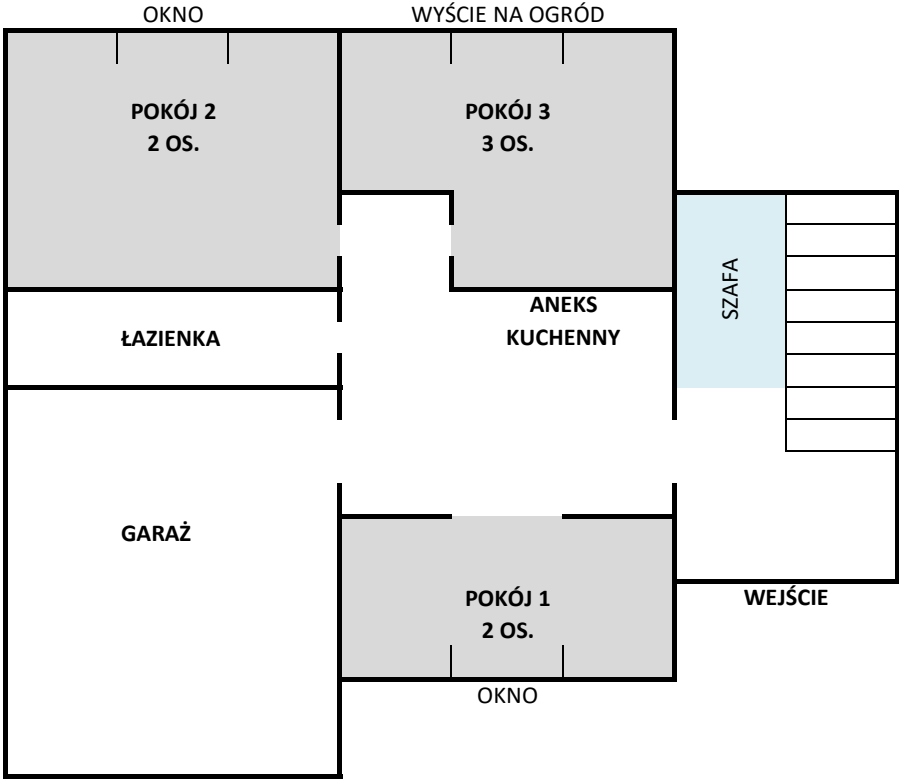 OKNO
WYŚCIE NA OGRÓD
POKÓJ 2
2 OS.
POKÓJ 3
3 OS.
SZAFA
ANEKS
KUCHENNY
ŁAZIENKA
GARAŻ
POKÓJ 1
2 OS.
WEJŚCIE
OKNO